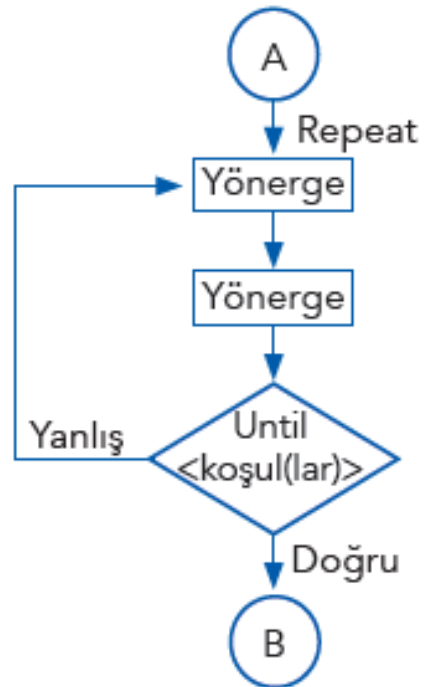 A
Repeat
Yönerge
Yönerge
Until
<koşul(lar)>
Yanlış
Doğru
B